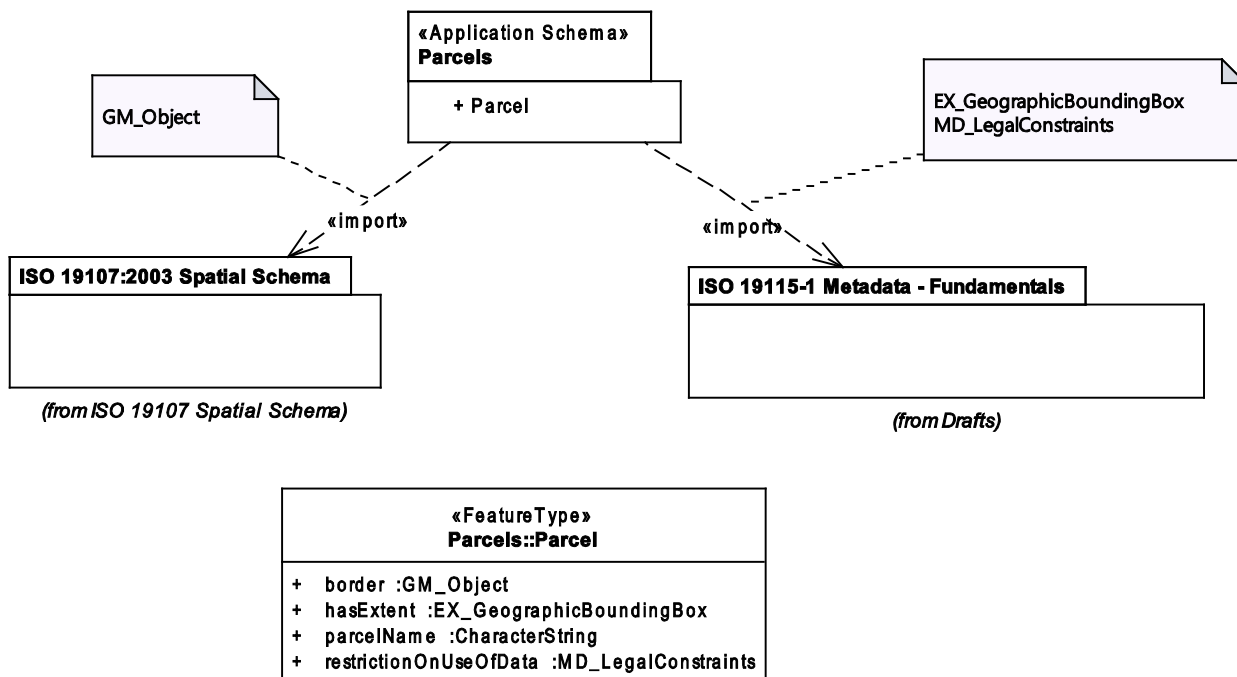 «Application Schema»
Parcels
+ Parcel
GM_Object
EX_GeographicBoundingBox
MD_LegalConstraints
«import»
«import»
ISO 19107:2003 Spatial Schema
(from ISO 19107 Spatial Schema)
ISO 19115-1 Metadata - Fundamentals
(from Drafts)
«FeatureType»
Parcels::Parcel
+ border :GM_Object
+ hasExtent :EX_GeographicBoundingBox
+ parcelName :CharacterString
+ restrictionOnUseOfData :MD_LegalConstraints